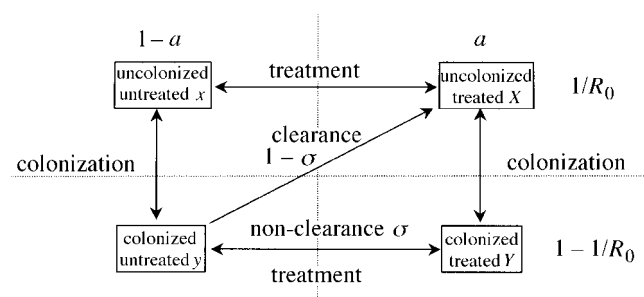 1 – a
a
uncolonized
untreated x
treatment
uncolonized
treated X
1/R0
clearance
1 – σ
colonization
colonization
colonized
untreated y
non-clearance σ
treatment
colonized
treated Y
1 – 1/R0